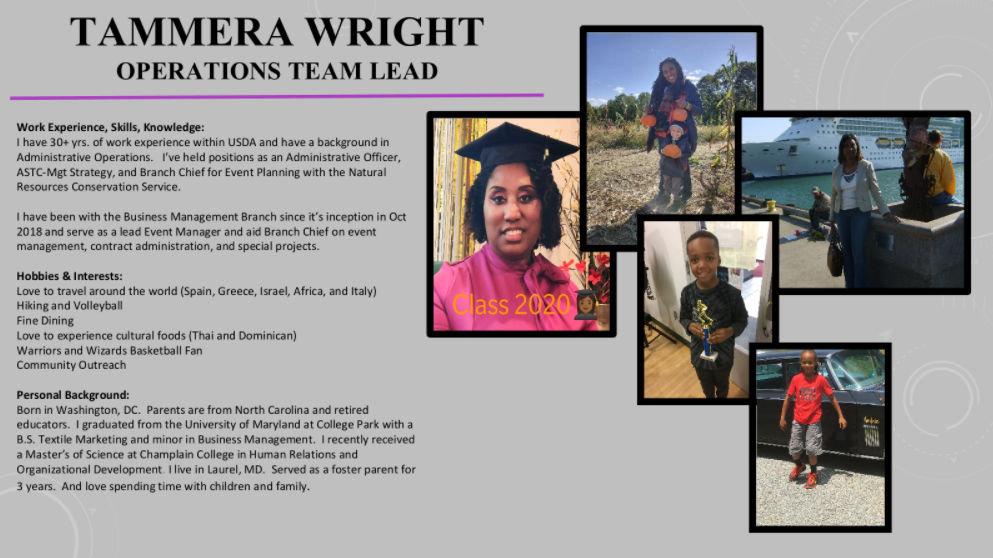 TAMMERA WRIGHT
OPERATIONS TEAM LEAD
Work Experience, Skills, Knowledge:
I have 30+ yrs. of work experience within USDA and have a background in
Administrative Operations. I've held positions as an Administrative Officer,
ASTC-Mgt Strategy, and Branch Chief for Event Planning with the Natural
Resources Conservation Service.
I have been with the Business Management Branch since it's inception in Oct
2018 and serve as a lead Event Manager and aid Branch Chief on event
management, contract administration, and special projects.
Hobbies & Interests:
Love to travel around the world (Spain, Greece, Israel, Africa, and Italy)
Hiking and Volleyball
Fine Dining
Love to experience cultural foods (Thai and Dominican)
Warriors and Wizards Basketball Fan
Community Outreach
Personal Background:
Born in Washington, DC. Parents are from North Carolina and retired
educators. I graduated from the University of Maryland at College Park with a
B.S. Textile Marketing and minor in Business Management. I recently received
a Master's of Science at Champlain College in Human Relations and
Organizational Development. I live in Laurel, MD. Served as a foster parent for
3 years. And love spending time with children and family.
Class 2020